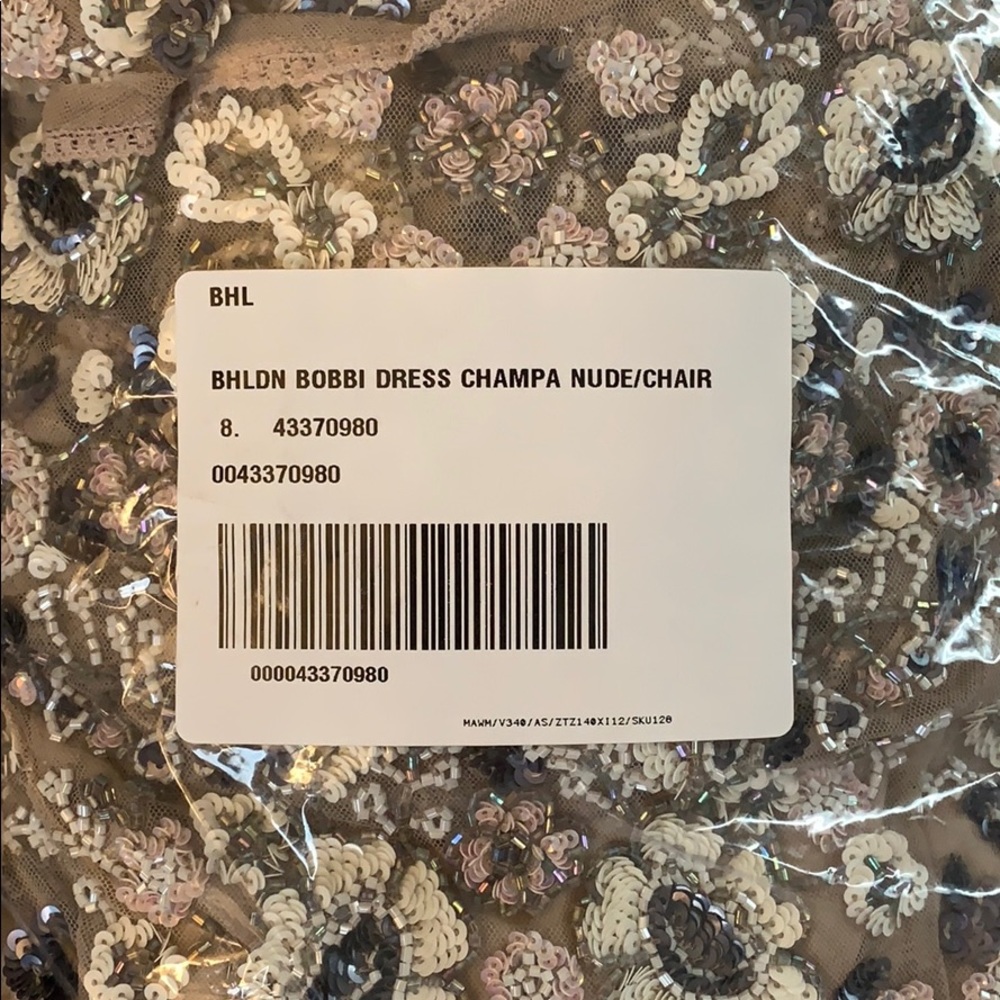 BHL
BHLDN BOBBI DRESS CHAMPA NUDE/CHAIR
8. 43370980
0043370980
000043370980
MAWM/V340/AS/ZTZ140XI12/SKU120